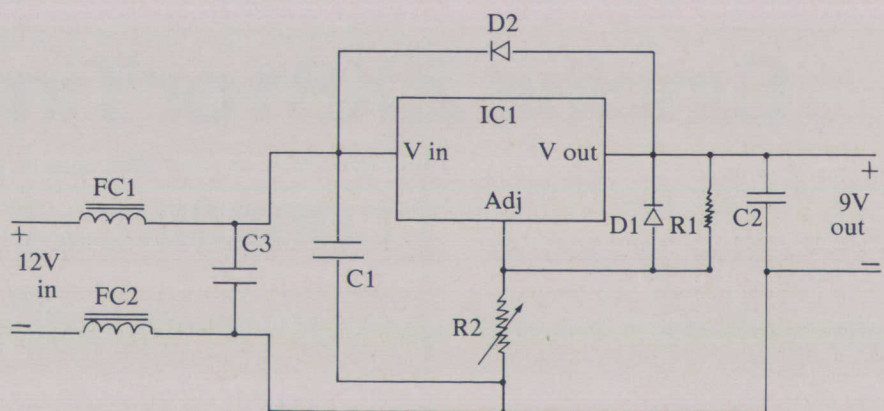 D2
IC1
V in
V out
Adj
FC1
+
12V
in
−
FC2
C3
C1
R2
D1
R1
C2
+
9V
out
−